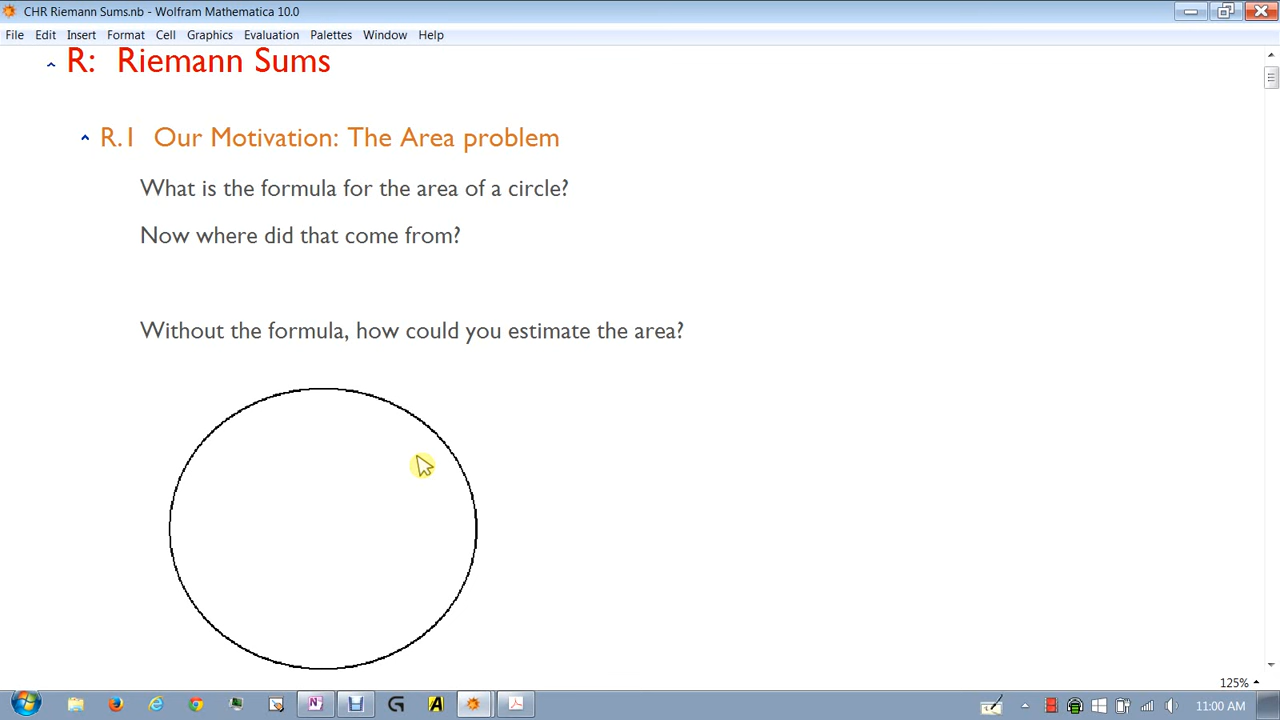 CHR Riemann Sums.nb - Wolfram Mathematica 10.0
File Edit Insert Format Cell Graphics Evaluation Palettes Window Help
R: Riemann Sums
R.1 Our Motivation: The Area problem
What is the formula for the area of a circle?
Now where did that come from?
Without the formula, how could you estimate the area?
125%
11:00 AM